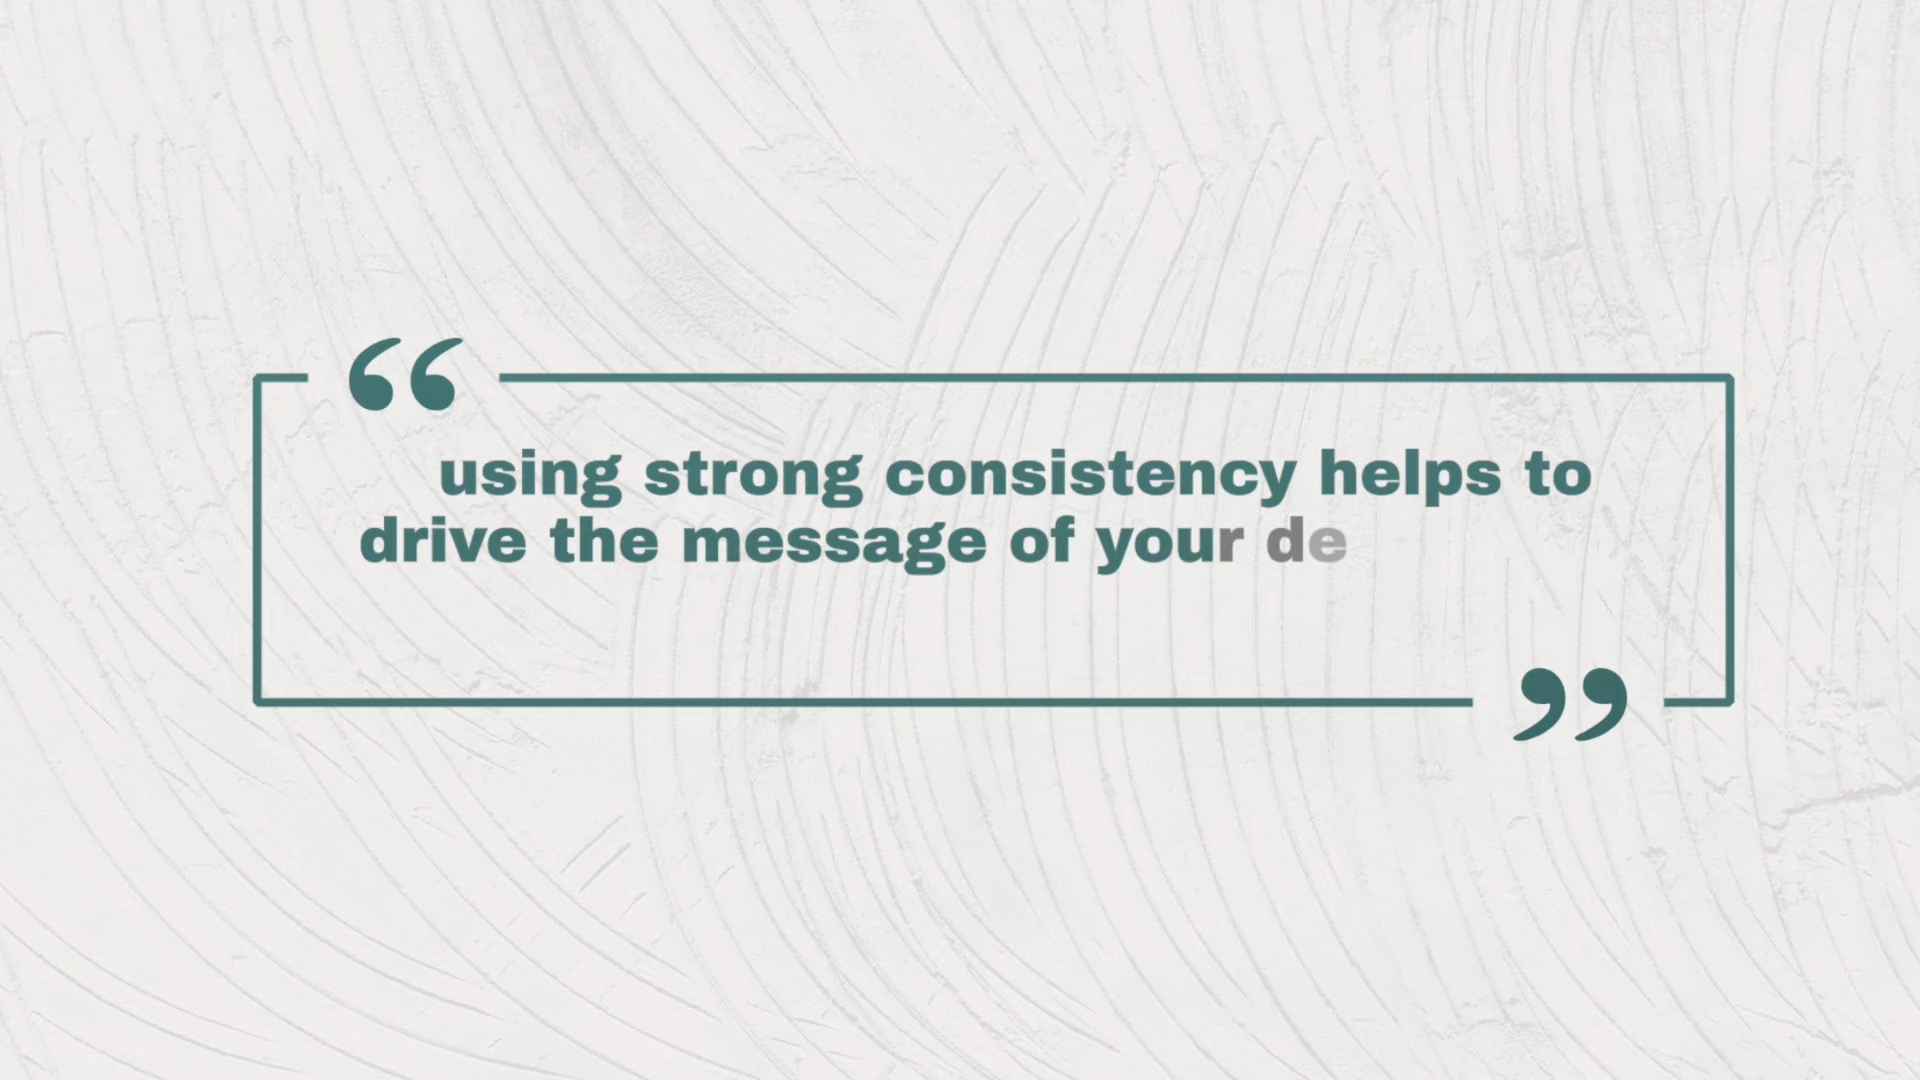 “
using strong consistency helps to
drive the message of your de
”